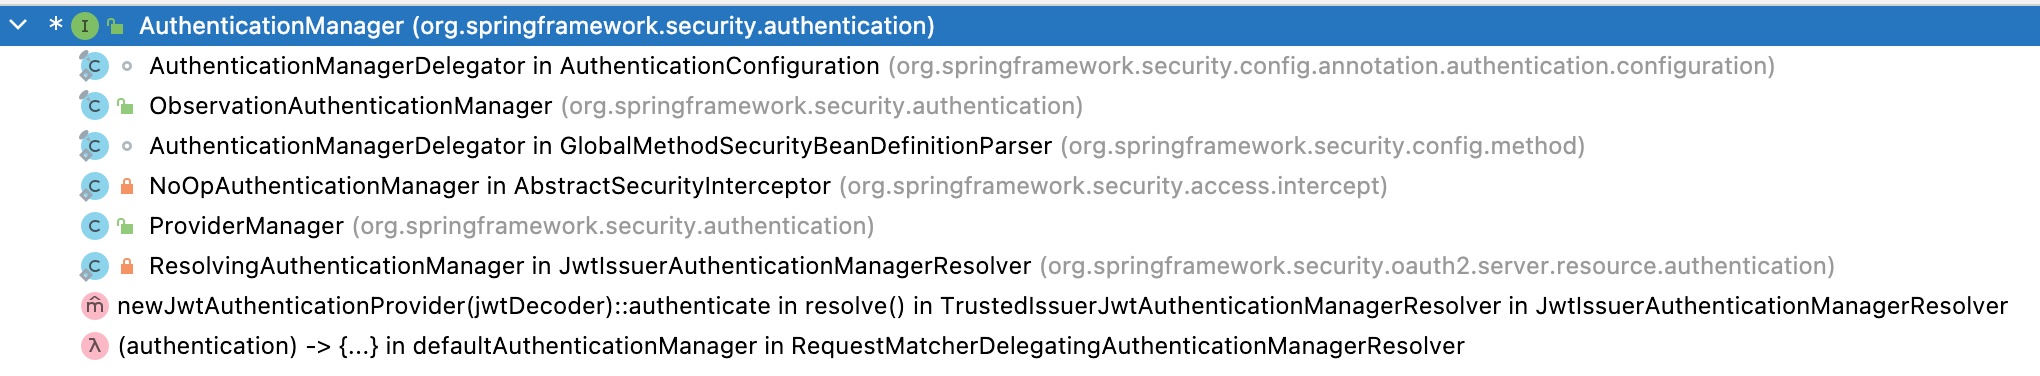 * I AuthenticationManager (org.springframework.security.authentication)
C AuthenticationManagerDelegator in AuthenticationConfiguration (org.springframework.security.config.annotation.authentication.configuration)
C ObservationAuthenticationManager (org.springframework.security.authentication)
C AuthenticationManagerDelegator in GlobalMethodSecurityBeanDefinitionParser (org.springframework.security.config.method)
C NoOpAuthenticationManager in AbstractSecurityInterceptor (org.springframework.security.access.intercept)
C ProviderManager (org.springframework.security.authentication)
C ResolvingAuthenticationManager in JwtIssuerAuthenticationManagerResolver (org.springframework.security.oauth2.server.resource.authentication)
m̂ newJwtAuthenticationProvider(jwtDecoder)::authenticate in resolve() in TrustedIssuerJwtAuthenticationManagerResolver in JwtIssuerAuthenticationManagerResolver
λ (authentication) -> {...} in defaultAuthenticationManager in RequestMatcherDelegatingAuthenticationManagerResolver